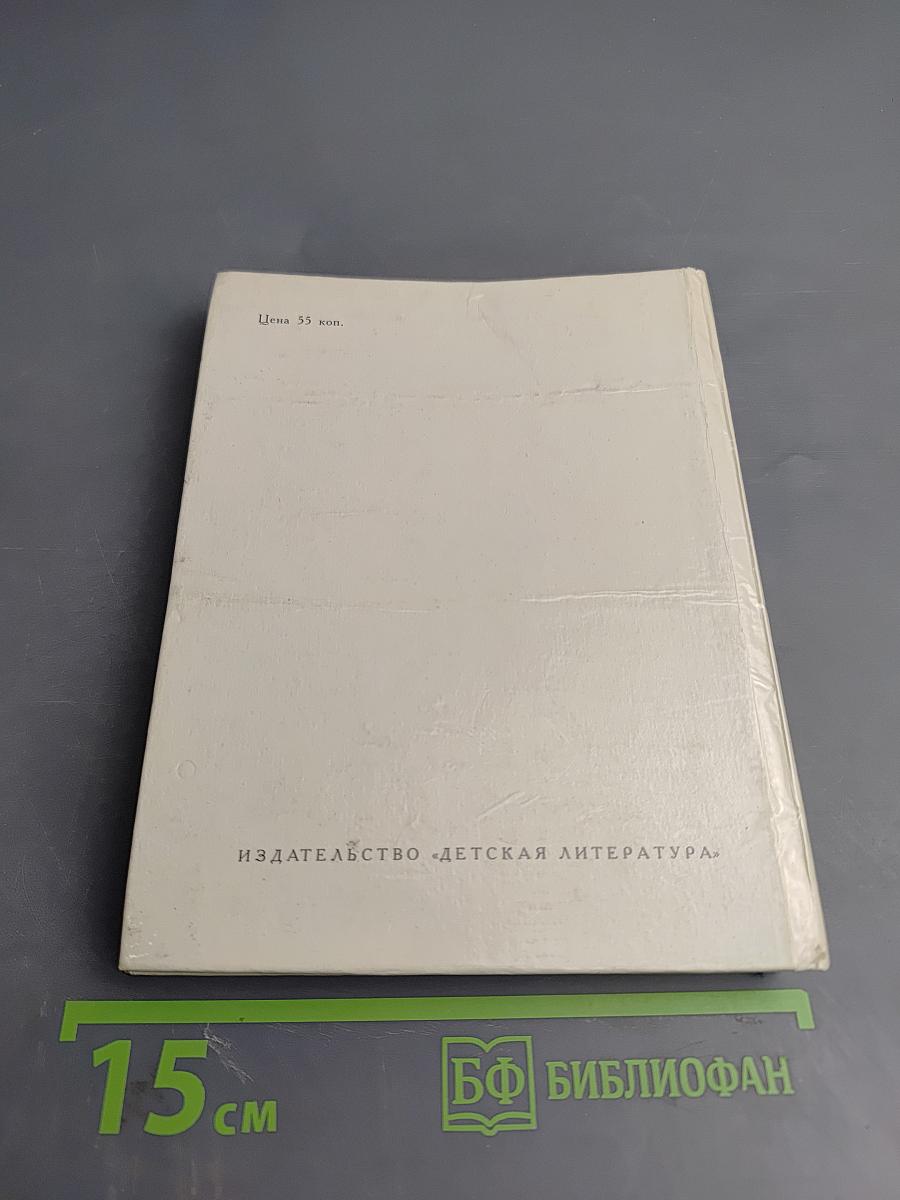 Цена 55 коп.
ИЗДАТЕЛЬСТВО «ДЕТСКАЯ ЛИТЕРАТУРА»
15 см
БФ БИБЛИОФАН